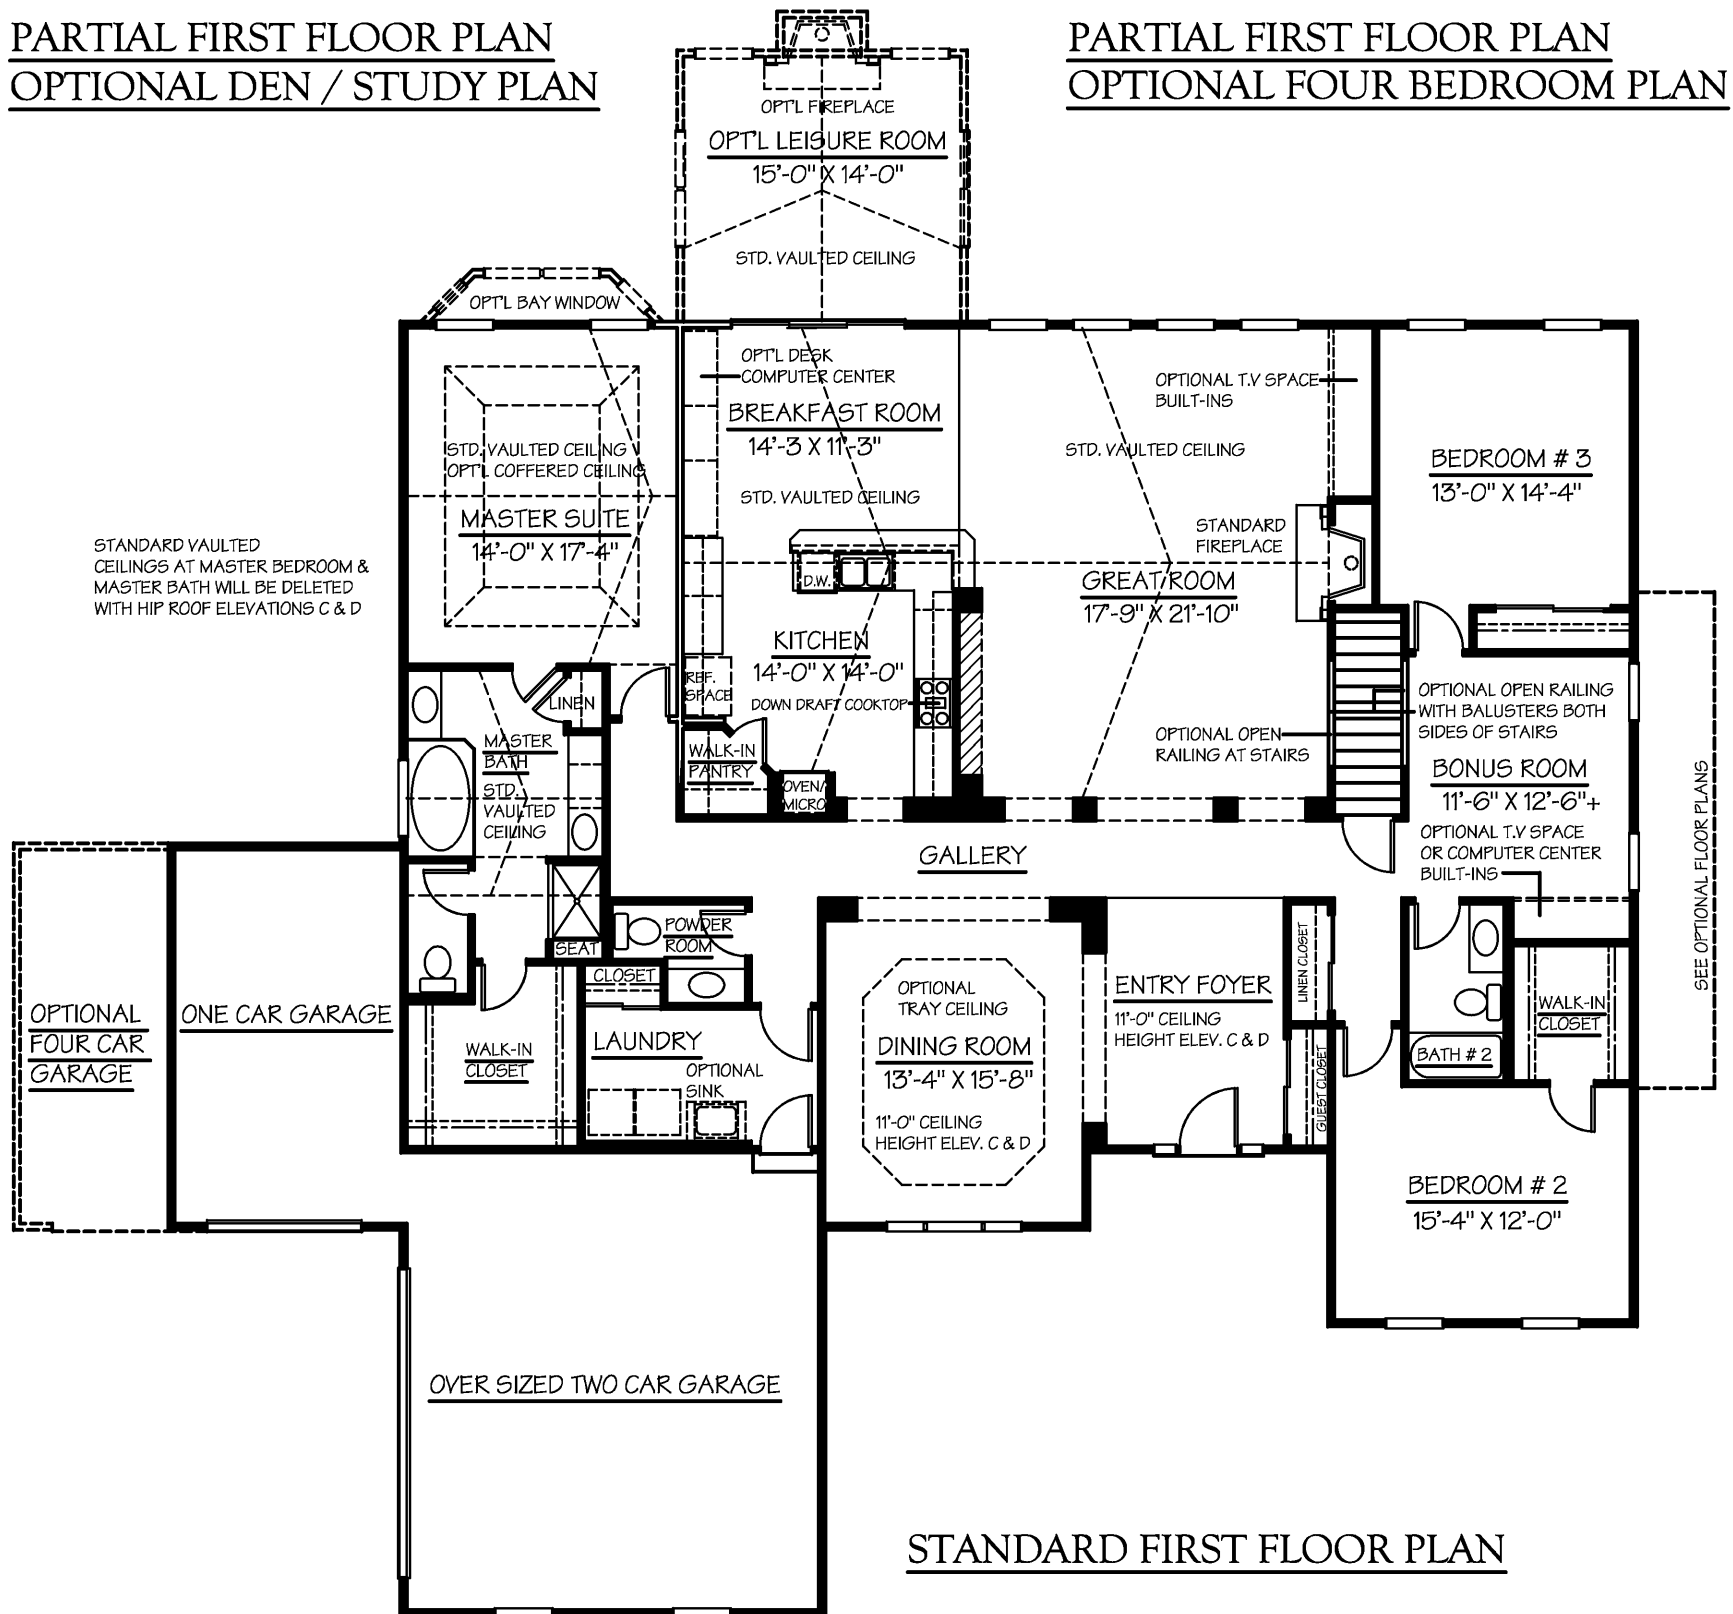 PARTIAL FIRST FLOOR PLAN
OPTIONAL DEN / STUDY PLAN
PARTIAL FIRST FLOOR PLAN
OPTIONAL FOUR BEDROOM PLAN
OPT'L FIREPLACE
OPT'L LEISURE ROOM
15'-0" X 14'-0"
STD. VAULTED CEILING
OPT'L BAY WINDOW
OPT'L DESK
COMPUTER CENTER
BREAKFAST ROOM
14'-3 X 11'-3"
STD. VAULTED CEILING
OPTIONAL T.V SPACE
BUILT-INS
STD. VAULTED CEILING
BEDROOM # 3
13'-0" X 14'-4"
STD. VAULTED CEILING
OPT'L COFFERED CEILING
MASTER SUITE
14'-0" X 17'-4"
STANDARD VAULTED
CEILINGS AT MASTER BEDROOM &
MASTER BATH WILL BE DELETED
WITH HIP ROOF ELEVATIONS C & D
STANDARD
FIREPLACE
D.W.
GREAT ROOM
17'-9" X 21'-10"
KITCHEN
14'-0" X 14'-0"
REF.
SPACE
DOWN DRAFT COOKTOP
LINEN
OPTIONAL OPEN RAILING
WITH BALUSTERS BOTH
SIDES OF STAIRS
OPTIONAL OPEN
RAILING AT STAIRS
MASTER
BATH
STD.
VAULTED
CEILING
WALK-IN
PANTRY
OVEN/
MICRO
BONUS ROOM
11'-6" X 12'-6"+
OPTIONAL T.V SPACE
OR COMPUTER CENTER
BUILT-INS
SEE OPTIONAL FLOOR PLANS
GALLERY
POWDER
ROOM
SEAT
CLOSET
LINEN CLOSET
ENTRY FOYER
11'-0" CEILING
HEIGHT ELEV. C & D
OPTIONAL
TRAY CEILING
DINING ROOM
13'-4" X 15'-8"
11'-0" CEILING
HEIGHT ELEV. C & D
WALK-IN
CLOSET
BATH # 2
GUEST CLOSET
OPTIONAL
FOUR CAR
GARAGE
ONE CAR GARAGE
WALK-IN
CLOSET
LAUNDRY
OPTIONAL
SINK
BEDROOM # 2
15'-4" X 12'-0"
OVER SIZED TWO CAR GARAGE
STANDARD FIRST FLOOR PLAN